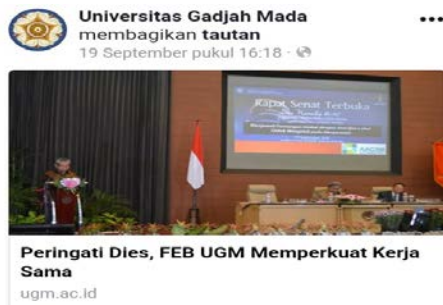 Universitas Gadjah Mada
membagikan tautan
19 September pukul 16:18 ·
Rapat Senat Terbuka
Peringati Dies, FEB UGM Memperkuat Kerja
Sama
ugm.ac.id